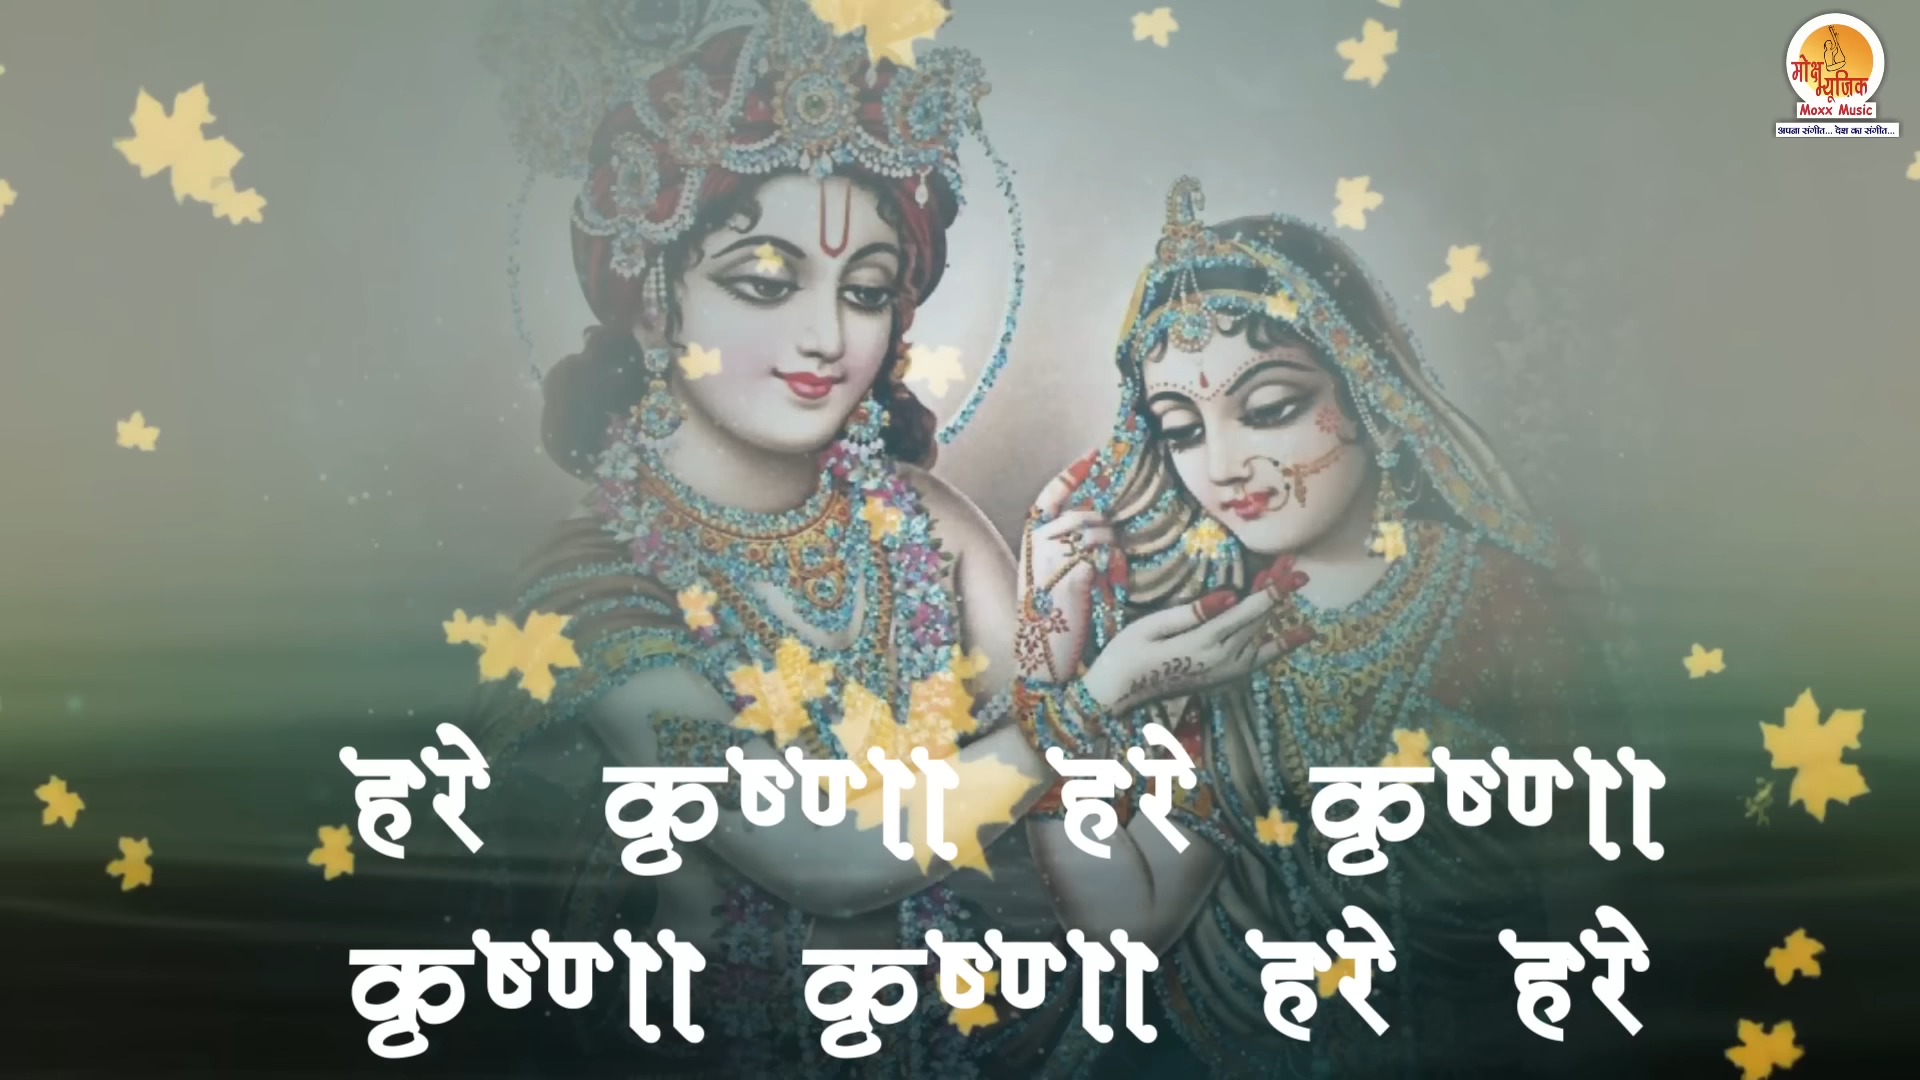 मोक्ष
म्यूज़िक
Moxx Music
अपना संगीत... देश का संगीत...
हरे कृष्णा हरे कृष्णा
कृष्णा कृष्णा हरे हरे